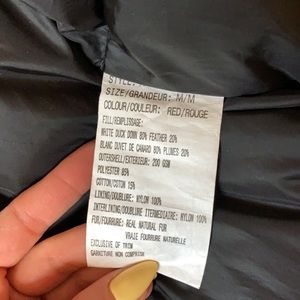 STYLE/
SIZE/GRANDEUR: M/M
COLOUR/COULEUR: RED/ROUGE
FILL/REMPLISSAGE:
WHITE DUCK DOWN 80% FEATHER 20%
BLANC DUVET DE CANARD 80% PLUMES 20%
OUTERSHELL/EXTERIEUR: 200 GSM
POLYESTER 85%
COTTON/COTON 15%
LINING/DOUBLURE: NYLON 100%
INTERLINING/DOUBLURE ITERMEDIAIRE: NYLON 100%
FUR/FOURRURE: REAL NATURAL FUR
VRAIE FOURRURE NATURELLE
EXCLUSIVE OF TRIM
GARNITURE NON COMPRISE